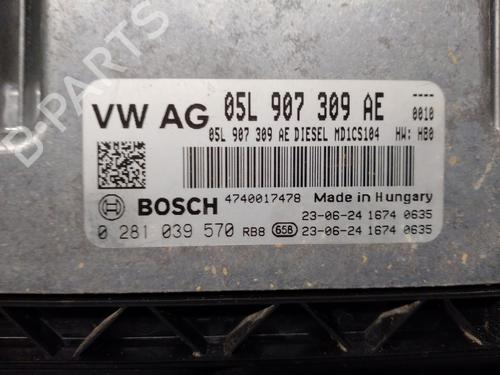 VW AG 05L 907 309 AE ----
0010
05L 907 309 AE DIESEL MD1CS104 HW: H80
4740017478 Made in Hungary
BOSCH 23-06-24 1674 0635
0 281 039 570 RB8 658 23-06-24 1674 0635